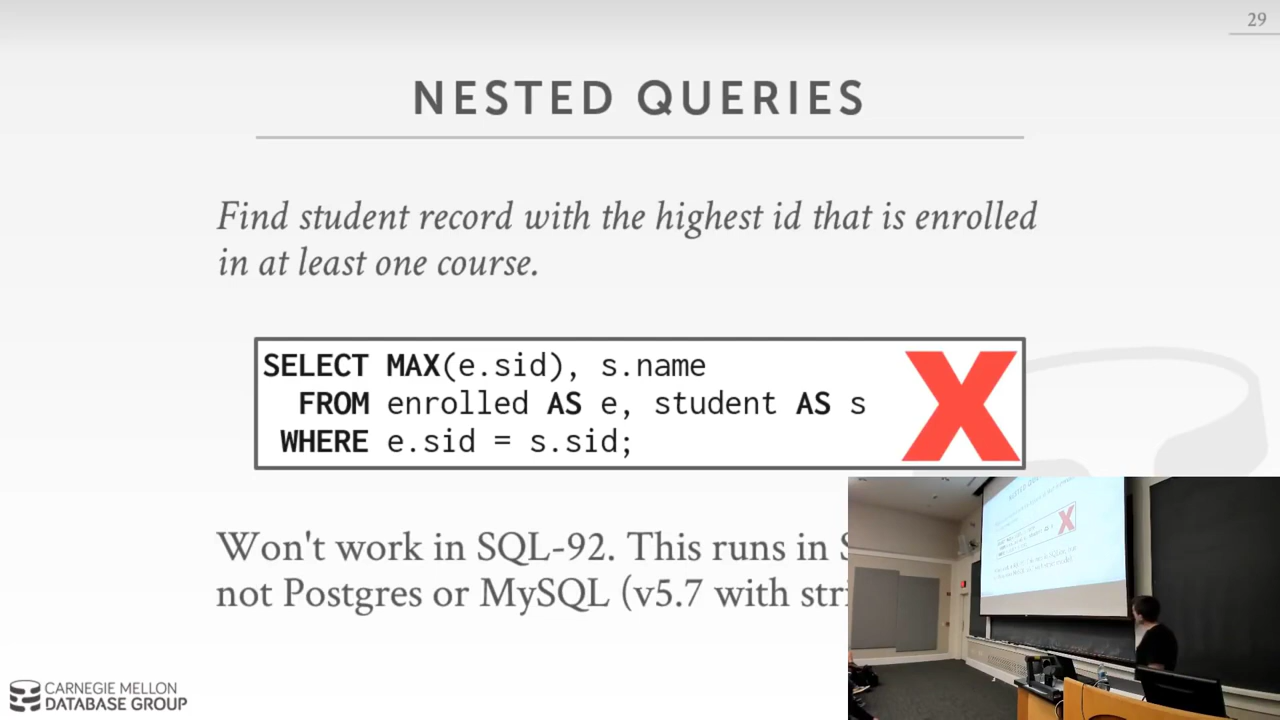 29
NESTED QUERIES
Find student record with the highest id that is enrolled
in at least one course.
SELECT MAX(e.sid), s.name
FROM enrolled AS e, student AS s
WHERE e.sid = s.sid;
X
Won't work in SQL-92. This runs in
not Postgres or MySQL (v5.7 with
CARNEGIE MELLON
DATABASE GROUP